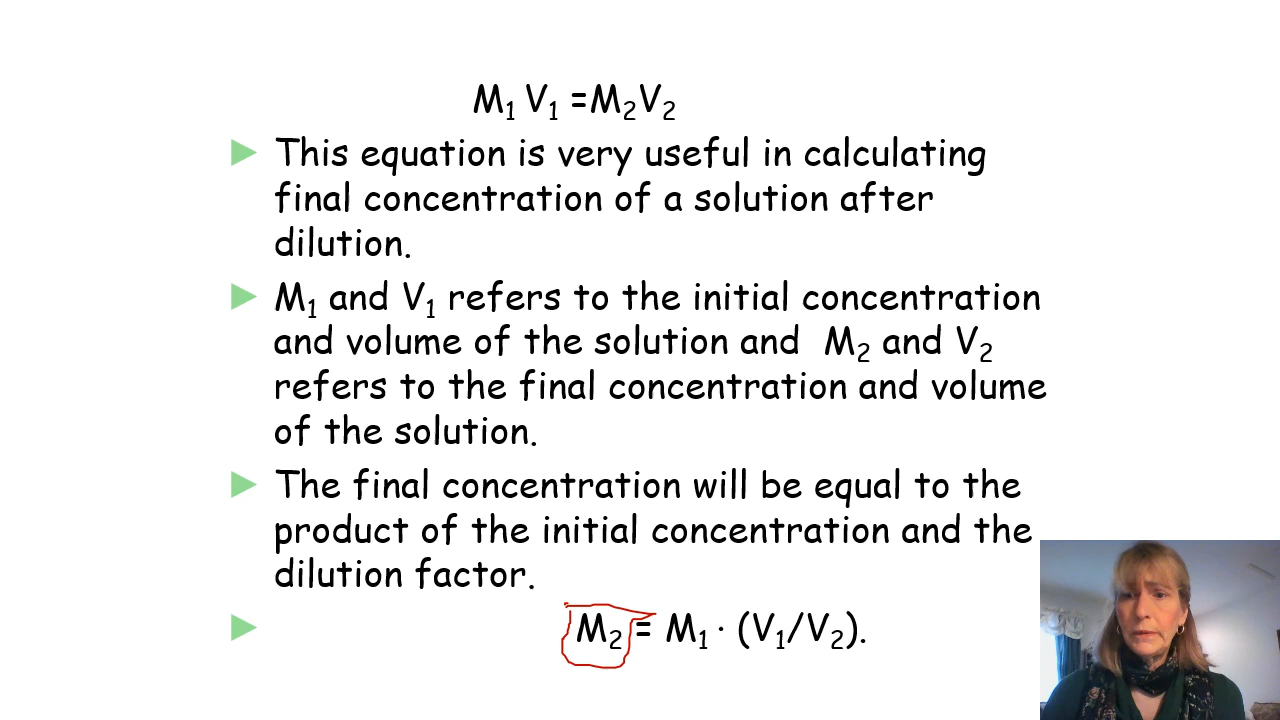 M₁ V₁ =M₂V₂
This equation is very useful in calculating
final concentration of a solution after
dilution.
M₁ and V₁ refers to the initial concentration
and volume of the solution and M₂ and V₂
refers to the final concentration and volume
of the solution.
The final concentration will be equal to the
product of the initial concentration and the
dilution factor.
M₂ = M₁ · (V₁/V₂).